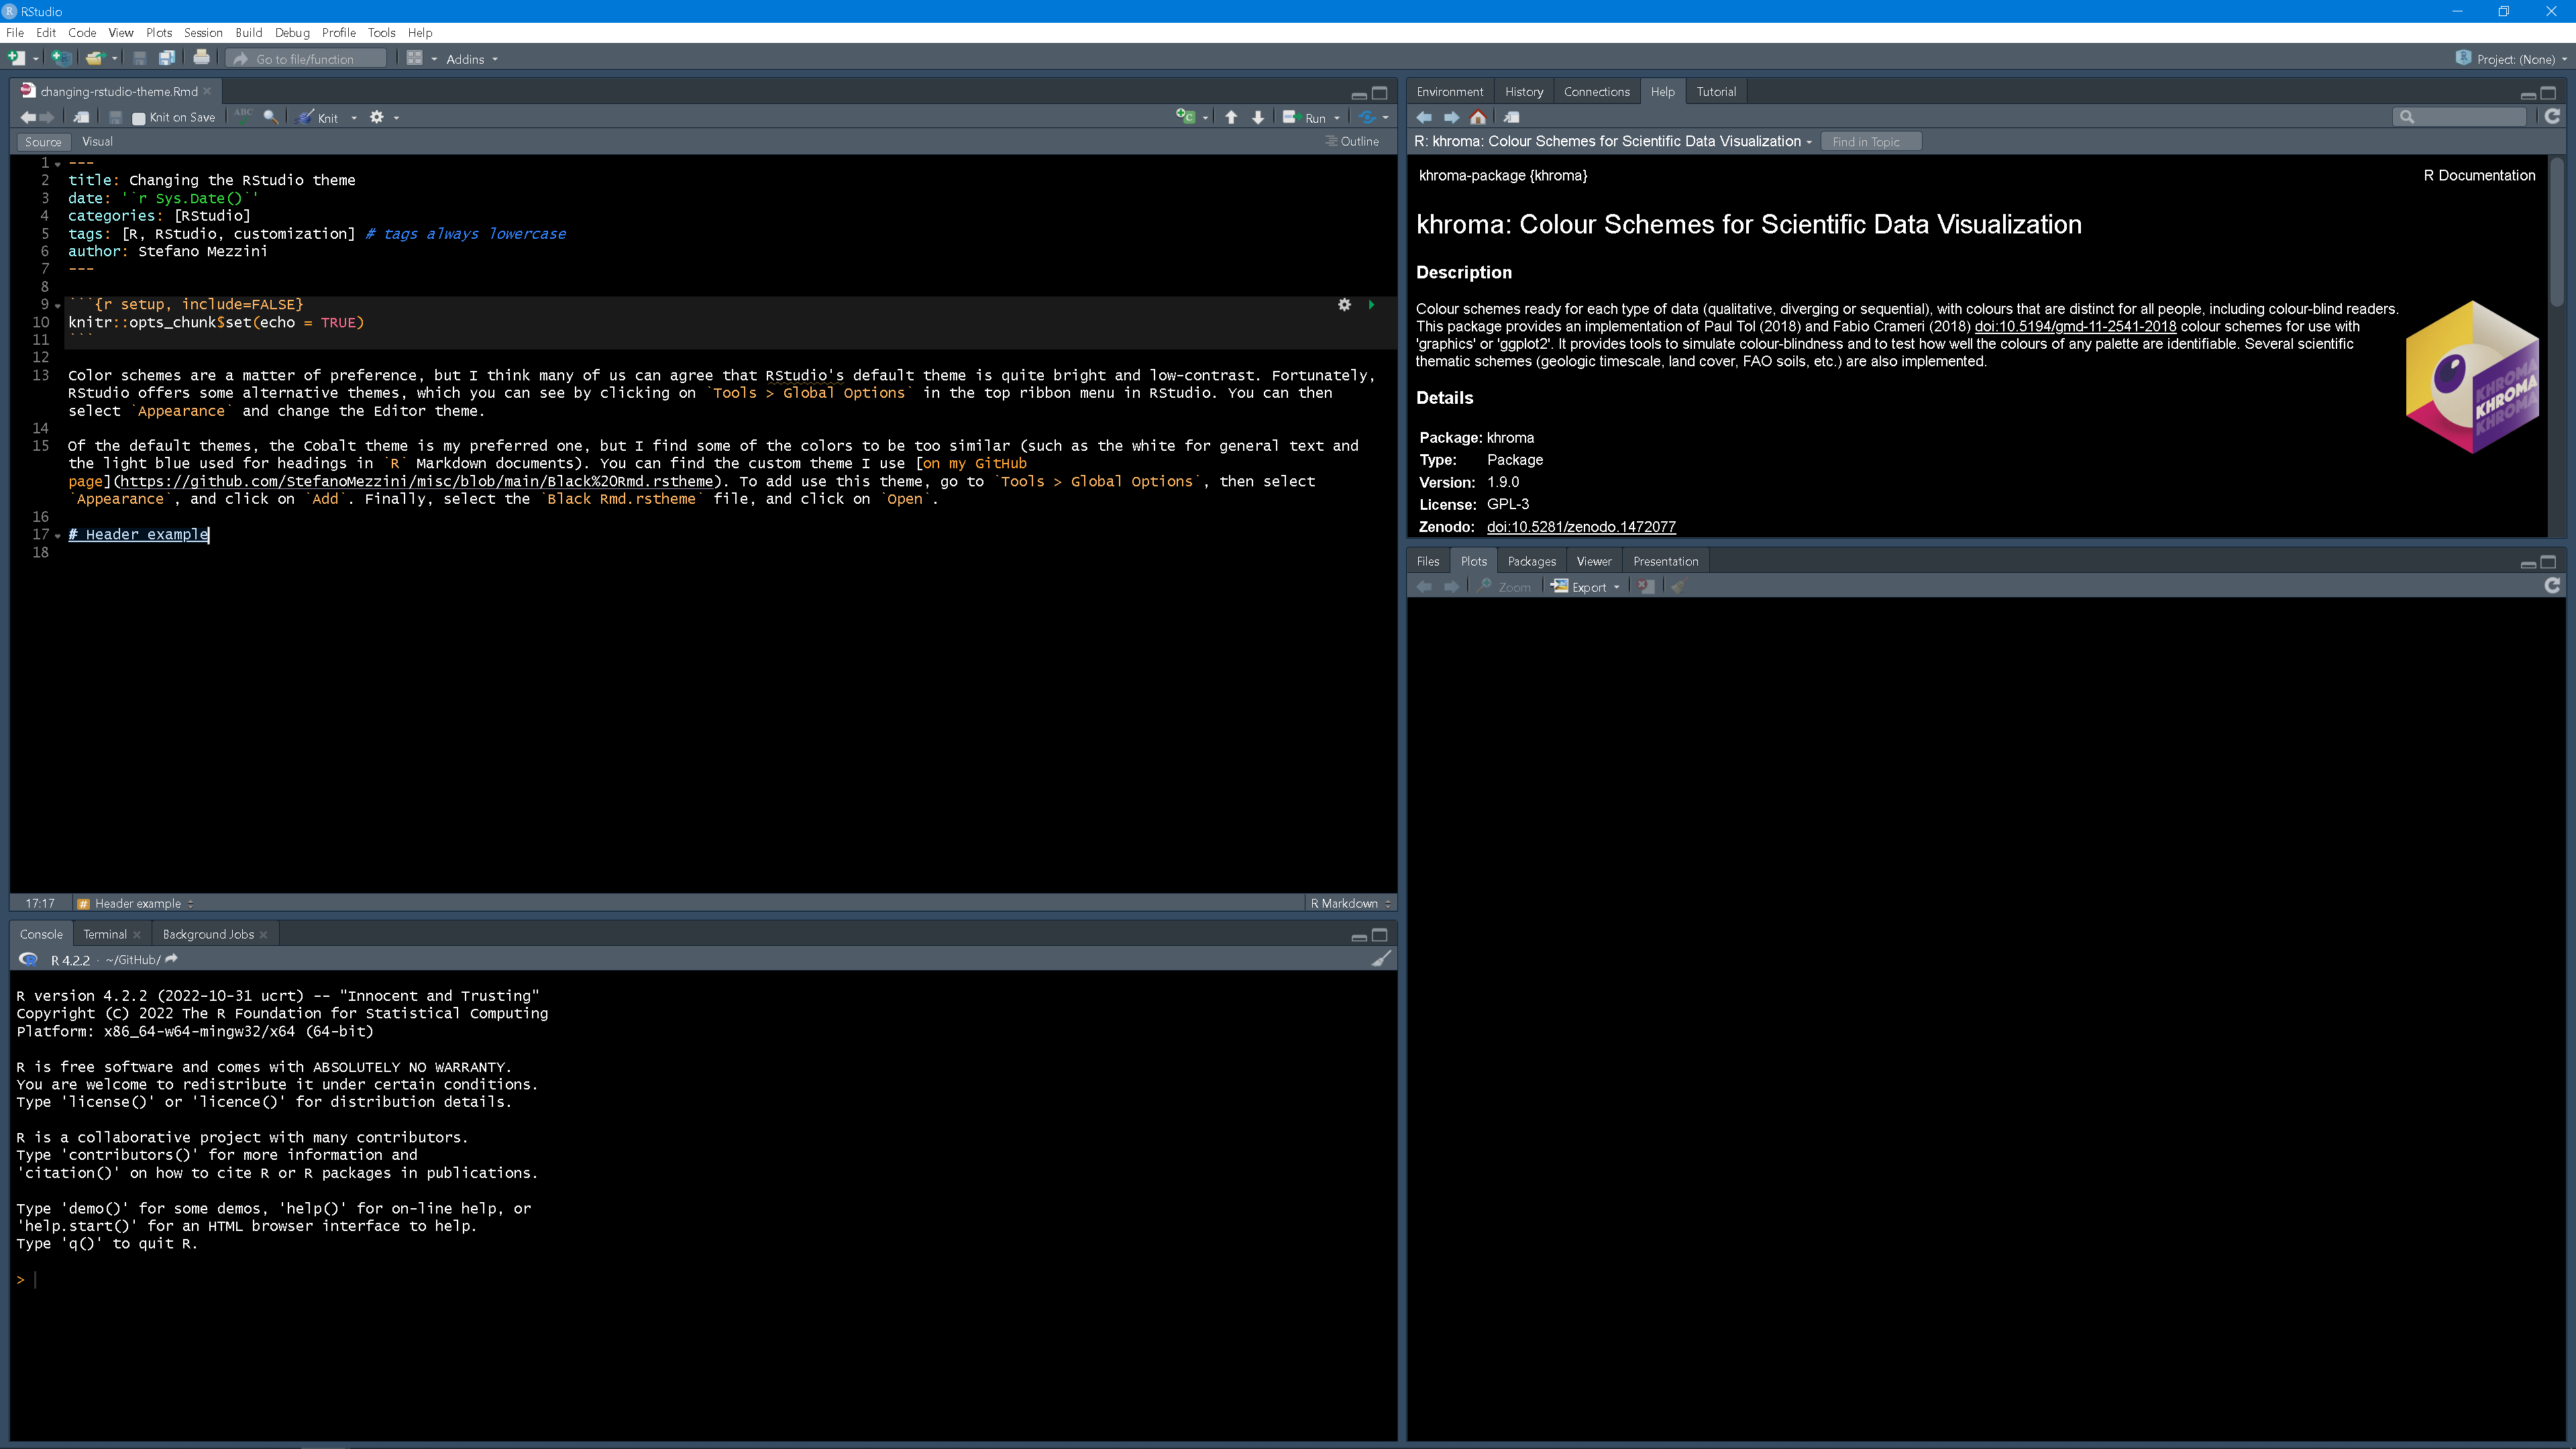 RStudio
File Edit Code View Plots Session Build Debug Profile Tools Help
Go to file/function Addins Project: (None)
changing-rstudio-theme.Rmd
Knit on Save ABC Knit Run
Source Visual Outline
1 ---
2 title: Changing the RStudio theme
3 date: '`r Sys.Date()`'
4 categories: [RStudio]
5 tags: [R, RStudio, customization] # tags always lowercase
6 author: Stefano Mezzini
7 ---
8
9 ```{r setup, include=FALSE}
10 knitr::opts_chunk$set(echo = TRUE)
11 ```
12
13 Color schemes are a matter of preference, but I think many of us can agree that RStudio's default theme is quite bright and low-contrast. Fortunately,
RStudio offers some alternative themes, which you can see by clicking on `Tools > Global Options` in the top ribbon menu in RStudio. You can then
select `Appearance` and change the Editor theme.
14
15 Of the default themes, the Cobalt theme is my preferred one, but I find some of the colors to be too similar (such as the white for general text and
the light blue used for headings in `R` Markdown documents). You can find the custom theme I use [on my GitHub
page](https://github.com/StefanoMezzini/misc/blob/main/Black%20Rmd.rstheme). To add use this theme, go to `Tools > Global Options`, then select
`Appearance`, and click on `Add`. Finally, select the `Black Rmd.rstheme` file, and click on `Open`.
16
17 # Header example
18
17:17 # Header example R Markdown
Console Terminal Background Jobs
R 4.2.2 · ~/GitHub/
R version 4.2.2 (2022-10-31 ucrt) -- "Innocent and Trusting"
Copyright (C) 2022 The R Foundation for Statistical Computing
Platform: x86_64-w64-mingw32/x64 (64-bit)
R is free software and comes with ABSOLUTELY NO WARRANTY.
You are welcome to redistribute it under certain conditions.
Type 'license()' or 'licence()' for distribution details.
R is a collaborative project with many contributors.
Type 'contributors()' for more information and
'citation()' on how to cite R or R packages in publications.
Type 'demo()' for some demos, 'help()' for on-line help, or
'help.start()' for an HTML browser interface to help.
Type 'q()' to quit R.
>
Environment History Connections Help Tutorial
R: khroma: Colour Schemes for Scientific Data Visualization Find in Topic
khroma-package {khroma} R Documentation
khroma: Colour Schemes for Scientific Data Visualization
Description
Colour schemes ready for each type of data (qualitative, diverging or sequential), with colours that are distinct for all people, including colour-blind readers.
This package provides an implementation of Paul Tol (2018) and Fabio Crameri (2018) doi:10.5194/gmd-11-2541-2018 colour schemes for use with
'graphics' or 'ggplot2'. It provides tools to simulate colour-blindness and to test how well the colours of any palette are identifiable. Several scientific
thematic schemes (geologic timescale, land cover, FAO soils, etc.) are also implemented.
KHROMA
KHROMA
KHROMA
Details
Package: khroma
Type: Package
Version: 1.9.0
License: GPL-3
Zenodo: doi:10.5281/zenodo.1472077
Files Plots Packages Viewer Presentation
Zoom Export